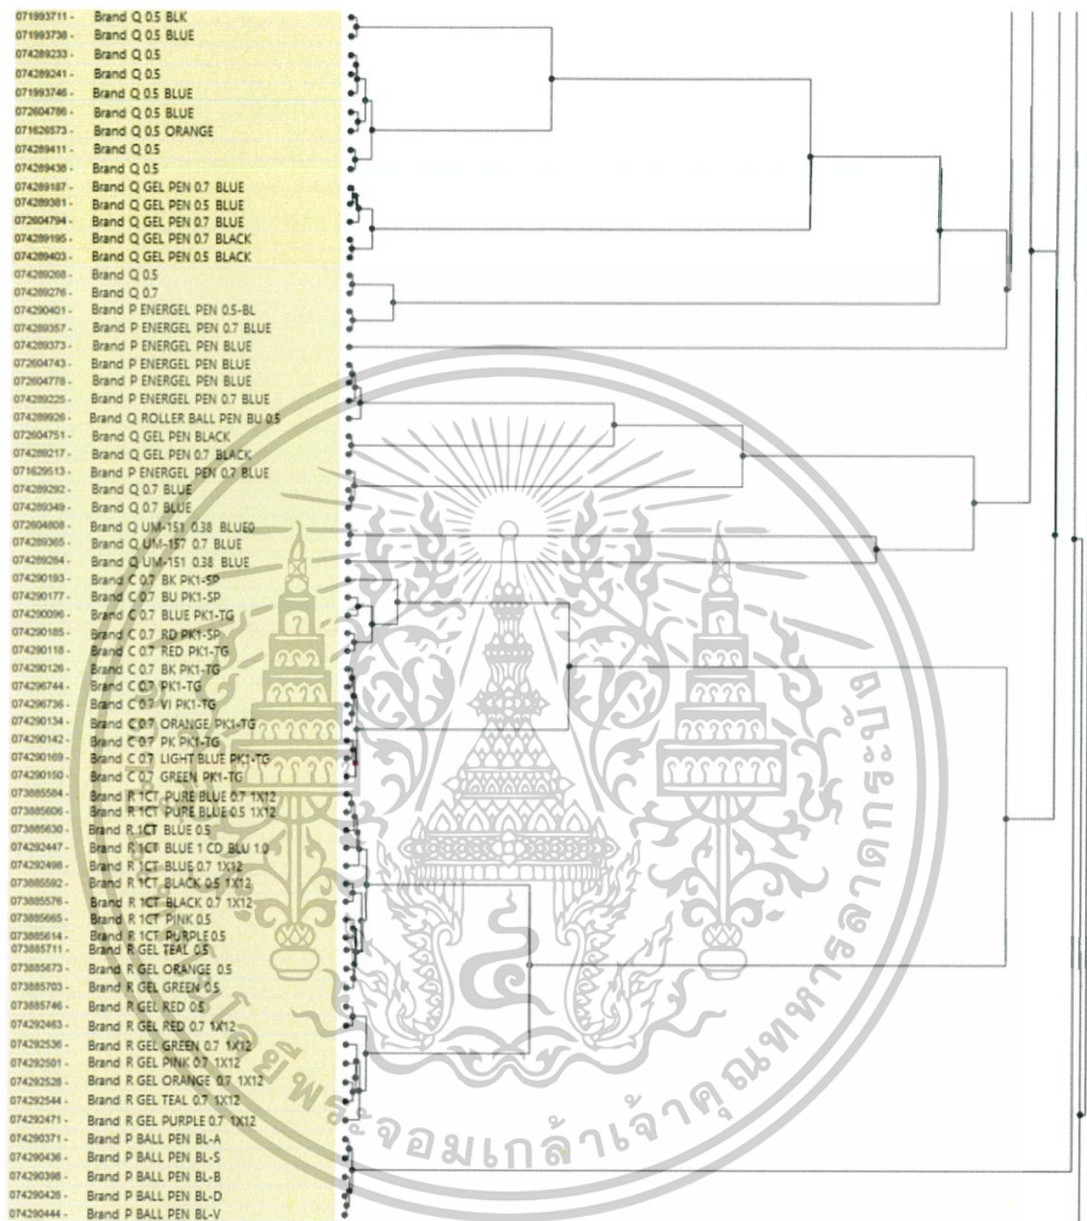 071993711 - Brand Q 0.5 BLK
071993738 - Brand Q 0.5 BLUE
074289233 - Brand Q 0.5
074289241 - Brand Q 0.5
071993746 - Brand Q 0.5 BLUE
072604786 - Brand Q 0.5 BLUE
071626573 - Brand Q 0.5 ORANGE
074289411 - Brand Q 0.5
074289438 - Brand Q 0.5
074289187 - Brand Q GEL PEN 0.7 BLUE
074289381 - Brand Q GEL PEN 0.5 BLUE
072604794 - Brand Q GEL PEN 0.7 BLUE
074289195 - Brand Q GEL PEN 0.7 BLACK
074289403 - Brand Q GEL PEN 0.5 BLACK
074289268 - Brand Q 0.5
074289276 - Brand Q 0.7
074290401 - Brand P ENERGEL PEN 0.5-BL
074289357 - Brand P ENERGEL PEN 0.7 BLUE
074289373 - Brand P ENERGEL PEN BLUE
072604743 - Brand P ENERGEL PEN BLUE
072604778 - Brand P ENERGEL PEN BLUE
074289225 - Brand P ENERGEL PEN 0.7 BLUE
074289926 - Brand Q ROLLER BALL PEN BU 0.5
072604751 - Brand Q GEL PEN BLACK
074289217 - Brand Q GEL PEN 0.7 BLACK
071629513 - Brand P ENERGEL PEN 0.7 BLUE
074289292 - Brand Q 0.7 BLUE
074289349 - Brand Q 0.7 BLUE
072604808 - Brand Q UM-151 0.38 BLUE0
074289365 - Brand Q UM-157 0.7 BLUE
074289284 - Brand Q UM-151 0.38 BLUE
074290193 - Brand C 0.7 BK PK1-SP
074290177 - Brand C 0.7 BU PK1-SP
074290096 - Brand C 0.7 BLUE PK1-TG
074290185 - Brand C 0.7 RD PK1-SP
074290118 - Brand C 0.7 RED PK1-TG
074290126 - Brand C 0.7 BK PK1-TG
074296744 - Brand C 0.7 PK1-TG
074296736 - Brand C 0.7 VI PK1-TG
074290134 - Brand C 0.7 ORANGE PK1-TG
074290142 - Brand C 0.7 PK PK1-TG
074290169 - Brand C 0.7 LIGHT BLUE PK1-TG
074290150 - Brand C 0.7 GREEN PK1-TG
073885584 - Brand R 1CT PURE BLUE 0.7 1X12
073885606 - Brand R 1CT PURE BLUE 0.5 1X12
073885630 - Brand R 1CT BLUE 0.5
074292447 - Brand R 1CT BLUE 1 CD BLU 1.0
074292498 - Brand R 1CT BLUE 0.7 1X12
073885592 - Brand R 1CT BLACK 0.5 1X12
073885576 - Brand R 1CT BLACK 0.7 1X12
073885665 - Brand R 1CT PINK 0.5
073885614 - Brand R 1CT PURPLE 0.5
073885711 - Brand R GEL TEAL 0.5
073885673 - Brand R GEL ORANGE 0.5
073885703 - Brand R GEL GREEN 0.5
073885746 - Brand R GEL RED 0.5
074292463 - Brand R GEL RED 0.7 1X12
074292536 - Brand R GEL GREEN 0.7 1X12
074292501 - Brand R GEL PINK 0.7 1X12
074292528 - Brand R GEL ORANGE 0.7 1X12
074292544 - Brand R GEL TEAL 0.7 1X12
074292471 - Brand R GEL PURPLE 0.7 1X12
074290371 - Brand P BALL PEN BL-A
074290436 - Brand P BALL PEN BL-S
074290398 - Brand P BALL PEN BL-B
074290428 - Brand P BALL PEN BL-D
074290444 - Brand P BALL PEN BL-V
พระจอมเกล้าเจ้าคุณทหารลาดกระบัง